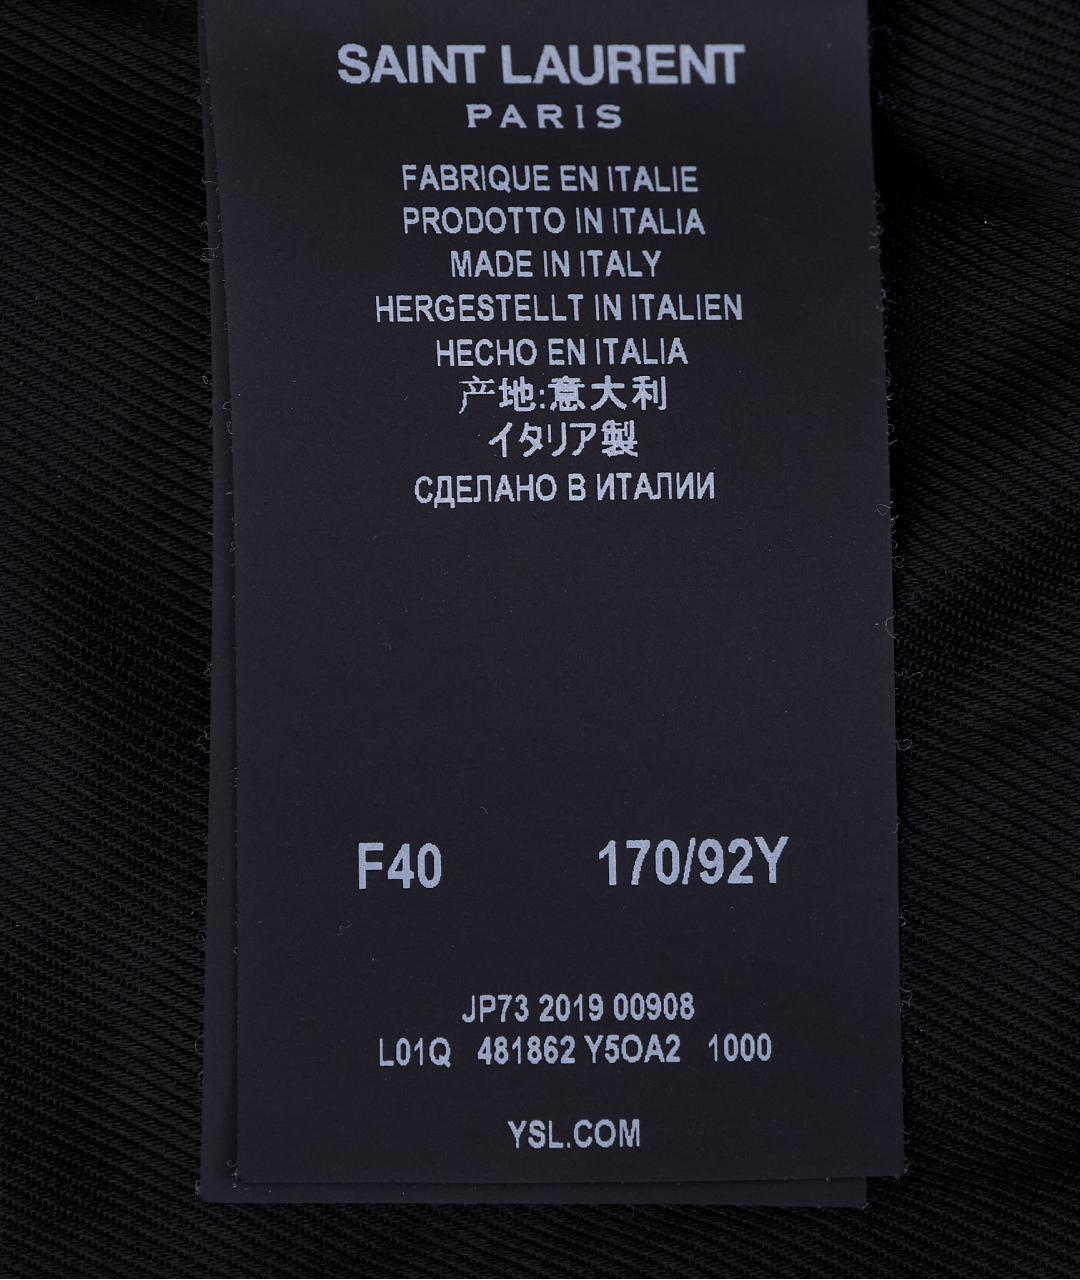 SAINT LAURENT
PARIS
FABRIQUE EN ITALIE
PRODOTTO IN ITALIA
MADE IN ITALY
HERGESTELLT IN ITALIEN
HECHO EN ITALIA
产地:意大利
イタリア製
СДЕЛАНО В ИТАЛИИ
F40 170/92Y
JP73 2019 00908
L01Q 481862 Y5OA2 1000
YSL.COM